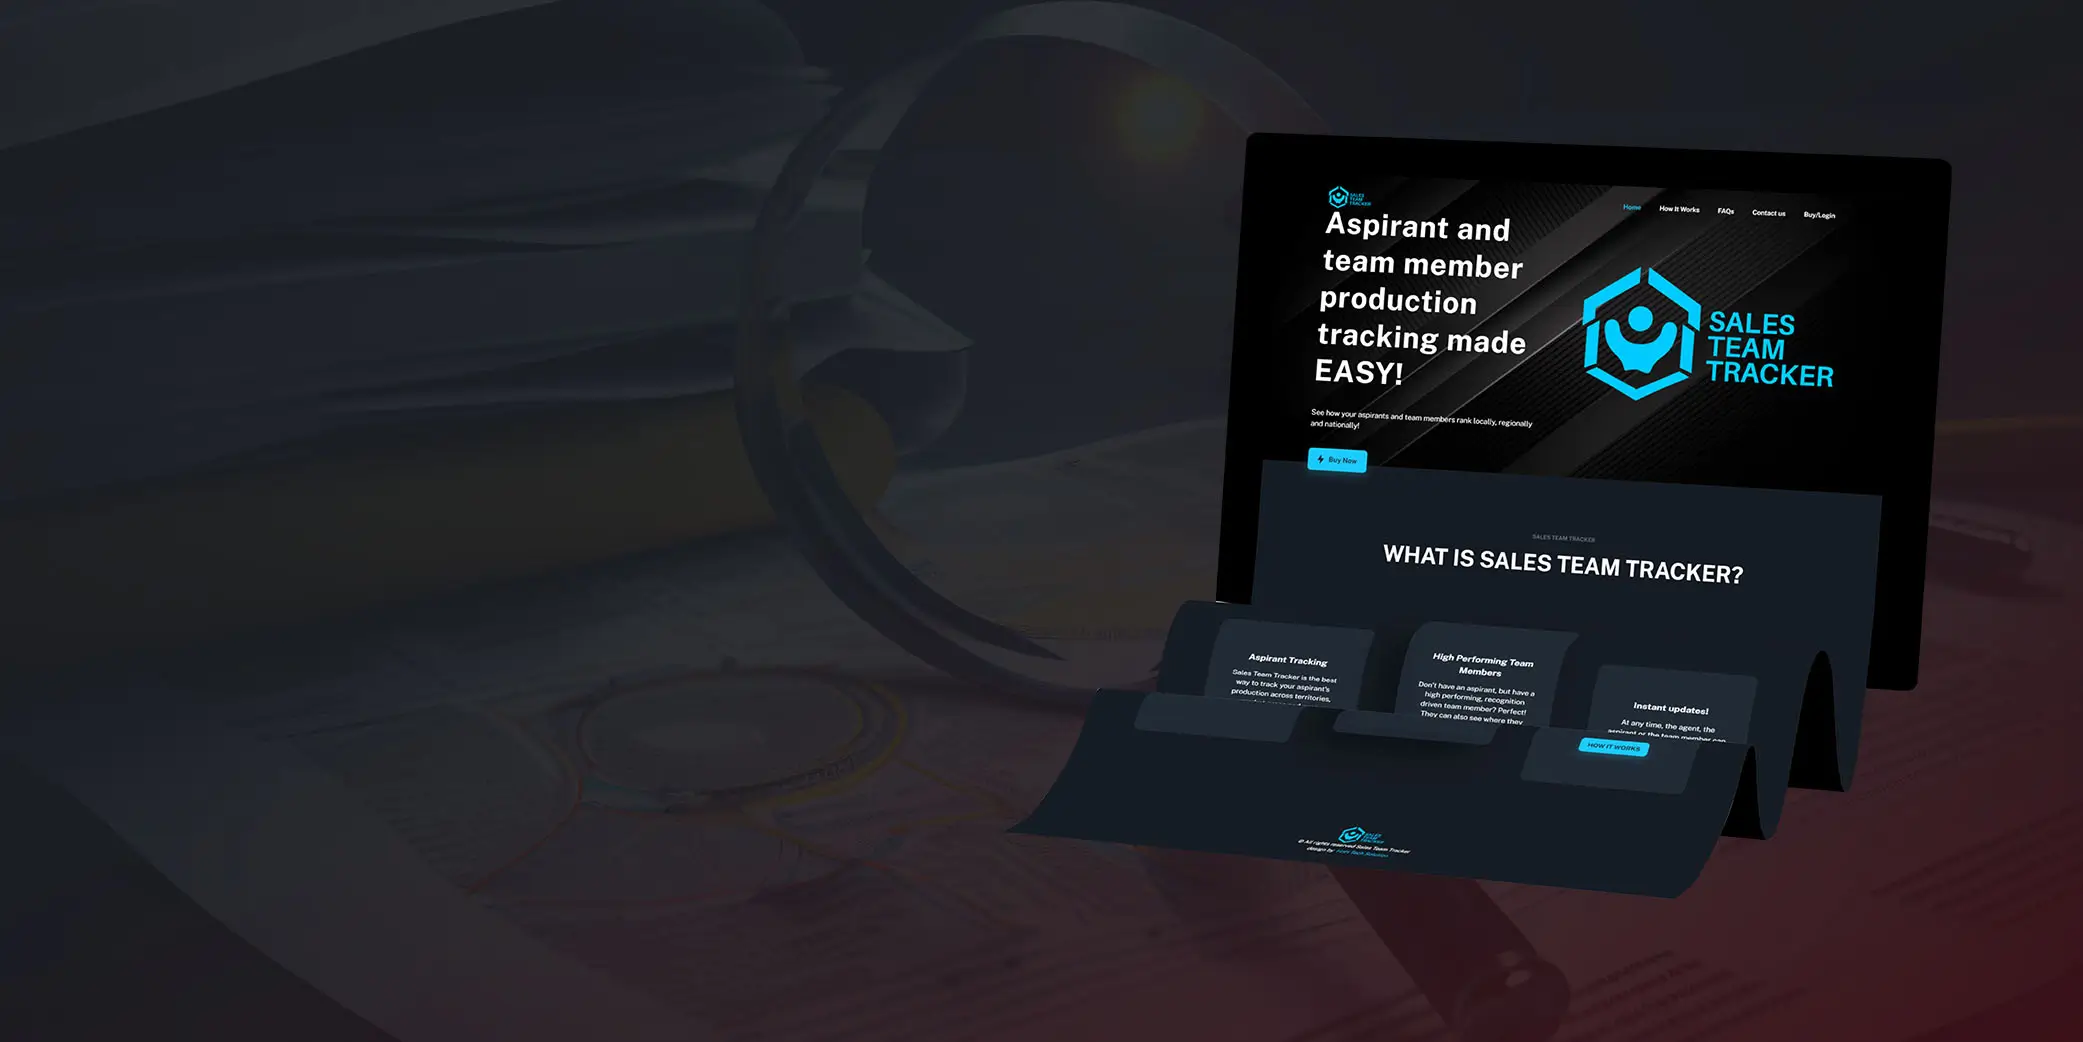 SALES
TEAM
TRACKER
Home How It Works FAQs Contact us Buy/Login
Aspirant and
team member
production
tracking made
EASY!
See how your aspirants and team members rank locally, regionally
and nationally!
Buy Now
SALES
TEAM
TRACKER
SALES TEAM TRACKER
WHAT IS SALES TEAM TRACKER?
Aspirant Tracking
Sales Team Tracker is the best
way to track your aspirant's
production across territories,
High Performing Team
Members
Don't have an aspirant, but have a
high performing, recognition
driven team member? Perfect!
They can also see where they
Instant updates!
At any time, the agent, the
aspirant or the team member can
HOW IT WORKS
SALES
TEAM
TRACKER
© All rights reserved Sales Team Tracker
design by